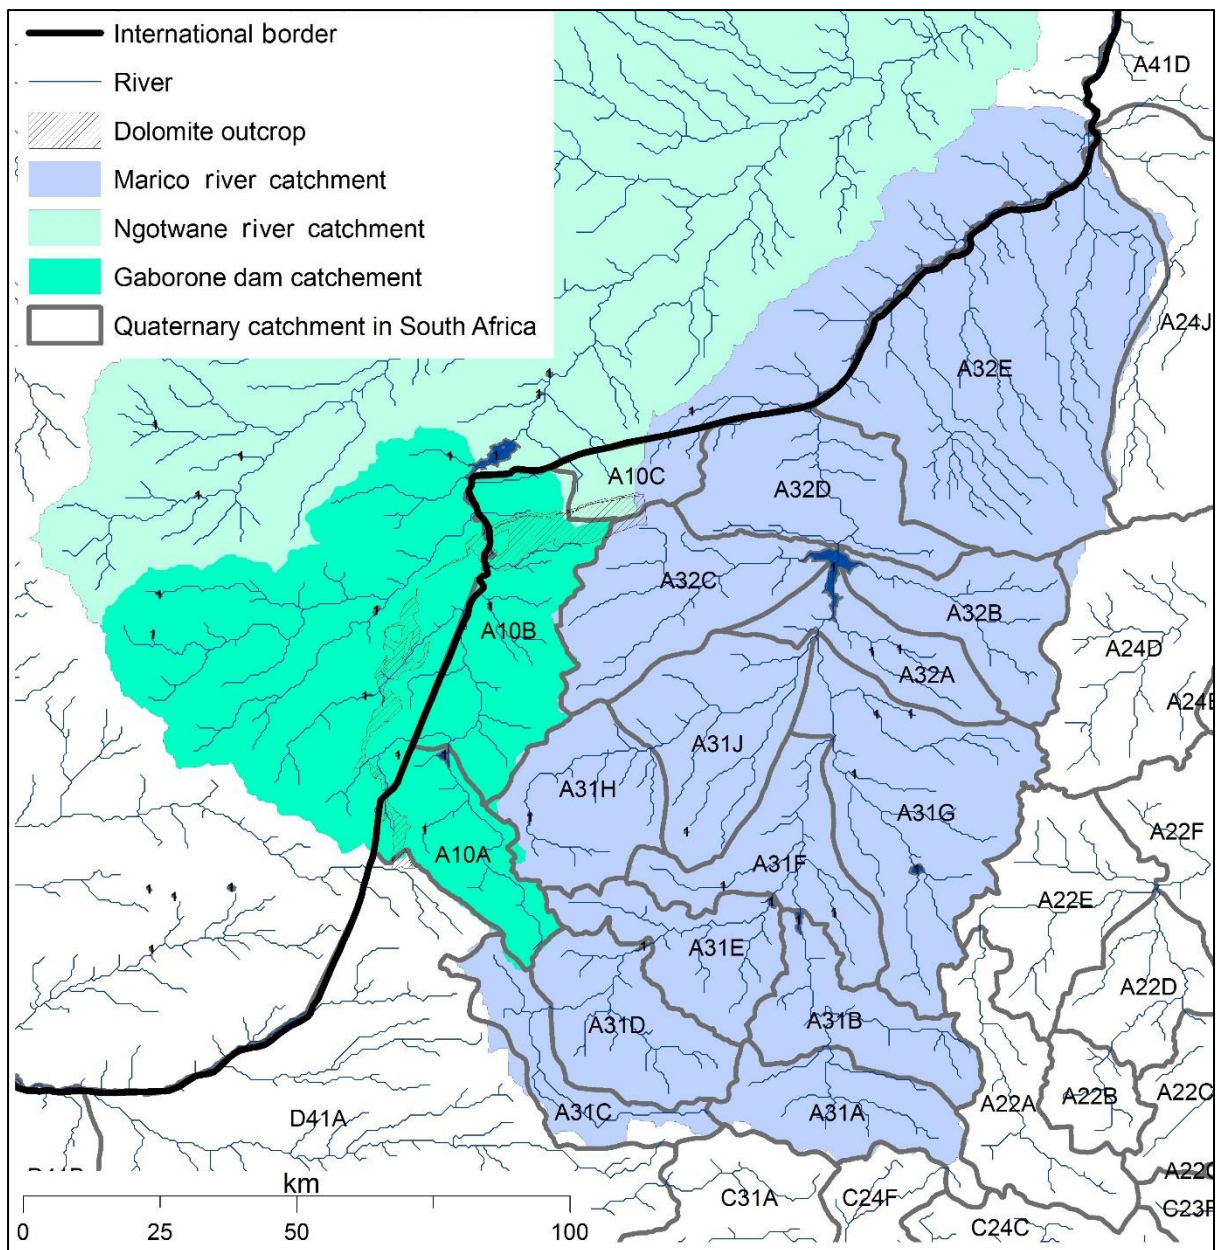 International border
River
Dolomite outcrop
Marico river catchment
Ngotwane river catchment
Gaborone dam catchement
Quaternary catchment in South Africa
A41D
A24J
A32E
A10C
A32D
A32C
A32B
A10B
A24D
A32A
A31J
A31H
A31G
A22F
A10A
A31F
A22E
A31E
A22D
A31D
A31B
A22A
A22B
A22C
A31C
A31A
D41A
C31A
C24F
C24C
km
0 25 50 100